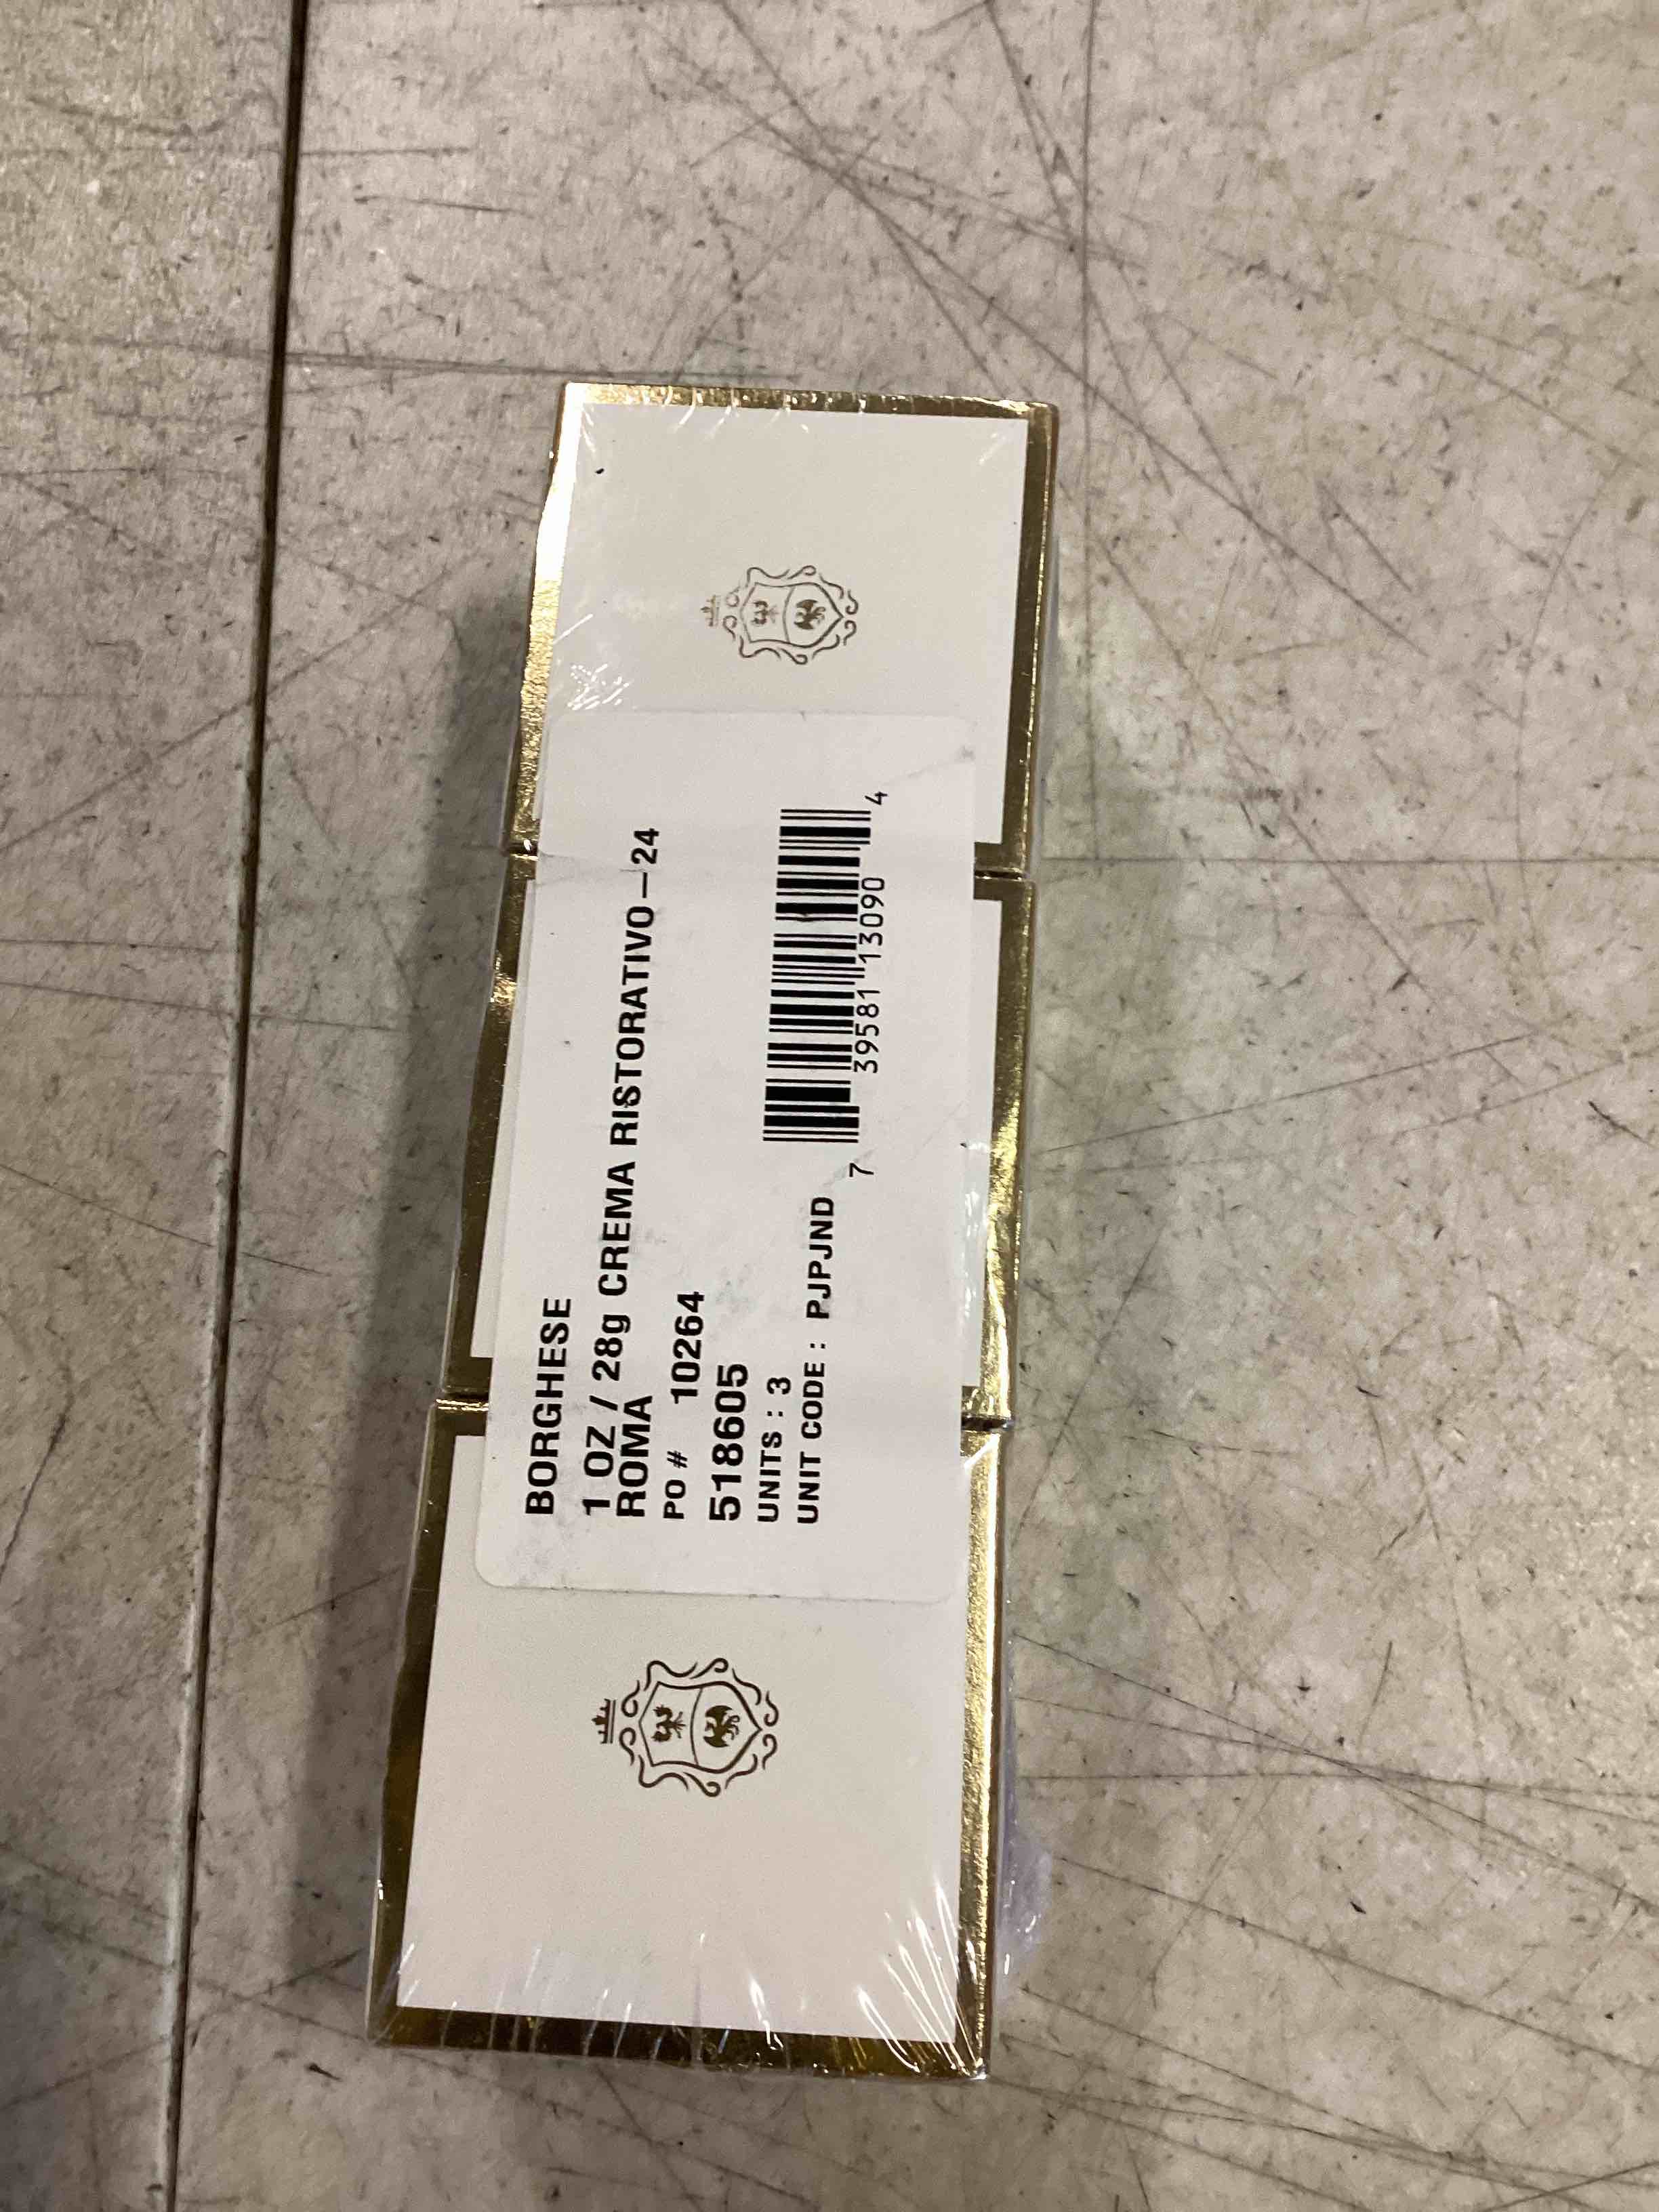 BORGHESE
1 OZ / 28g CREMA RISTORATIVO—24
ROMA
PO # 10264
518605
UNITS : 3
UNIT CODE : PJPJND
7 39581 13090 4